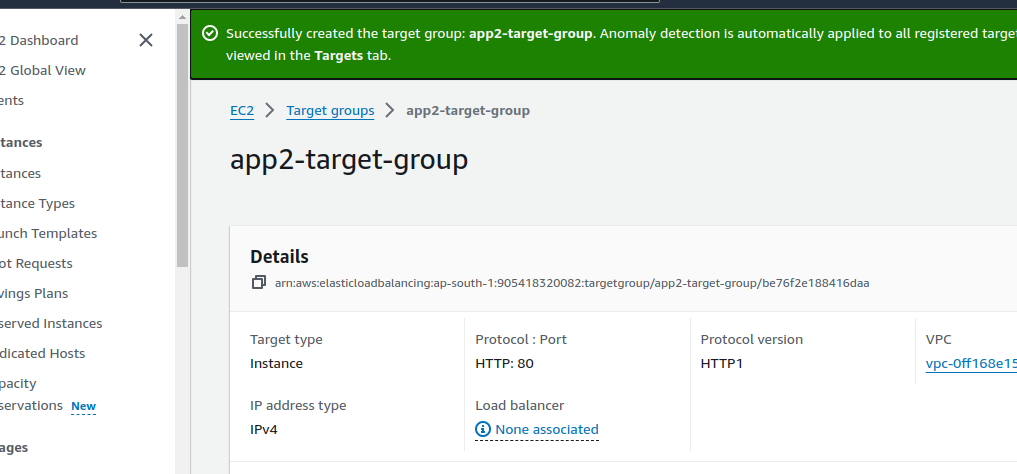 Successfully created the target group: app2-target-group. Anomaly detection is automatically applied to all registered
viewed in the Targets tab.
2 Dashboard
2 Global View
ents
tances
tances
tance Types
unch Templates
ot Requests
vings Plans
served Instances
dicated Hosts
pacity
servations New
ages
EC2 > Target groups > app2-target-group
app2-target-group
Details
arn:aws:elasticloadbalancing:ap-south-1:905418320082:targetgroup/app2-target-group/be76f2e188416daa
Target type
Instance
Protocol : Port
HTTP: 80
Protocol version
HTTP1
VPC
vpc-0ff168e15
IP address type
IPv4
Load balancer
None associated